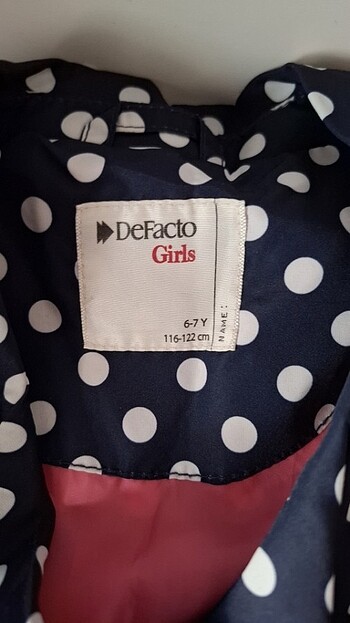 DeFacto
Girls
6-7 Y
116-122 cm
NAME: